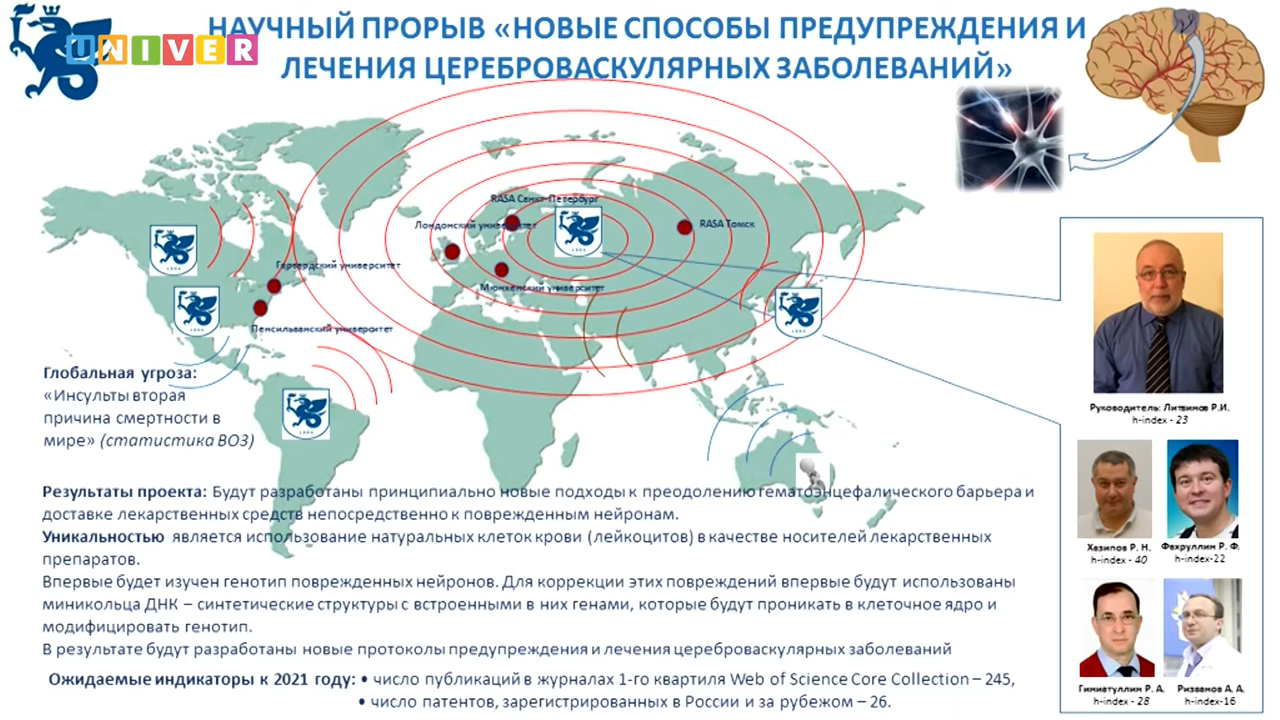 НАУЧНЫЙ ПРОРЫВ «НОВЫЕ СПОСОБЫ ПРЕДУПРЕЖДЕНИЯ И
ЛЕЧЕНИЯ ЦЕРЕБРОВАСКУЛЯРНЫХ ЗАБОЛЕВАНИЙ»
UNIVER
RASA Санкт-Петербург
Лондонский университет
RASA Томск
Гарвардский университет
Мюнхенский университет
Пенсильванский университет
Глобальная угроза:
«Инсульты вторая
причина смертности в
мире» (статистика ВОЗ)
Руководитель: Литвинов Р.И.
h-index - 23
Хазипов Р. Н.
h-index - 40
Фахруллин Р. Ф.
h-index-22
Гимиатуллим Р. А.
h-index - 28
Ризванов А. А.
h-index-16
Результаты проекта: Будут разработаны принципиально новые подходы к преодолению гематоэнцефалического барьера и
доставке лекарственных средств непосредственно к поврежденным нейронам.
Уникальностью является использование натуральных клеток крови (лейкоцитов) в качестве носителей лекарственных
препаратов.
Впервые будет изучен генотип поврежденных нейронов. Для коррекции этих повреждений впервые будут использованы
миникольца ДНК – синтетические структуры с встроенными в них генами, которые будут проникать в клеточное ядро и
модифицировать генотип.
В результате будут разработаны новые протоколы предупреждения и лечения цереброваскулярных заболеваний
Ожидаемые индикаторы к 2021 году: • число публикаций в журналах 1-го квартиля Web of Science Core Collection – 245,
• число патентов, зарегистрированных в России и за рубежом – 26.